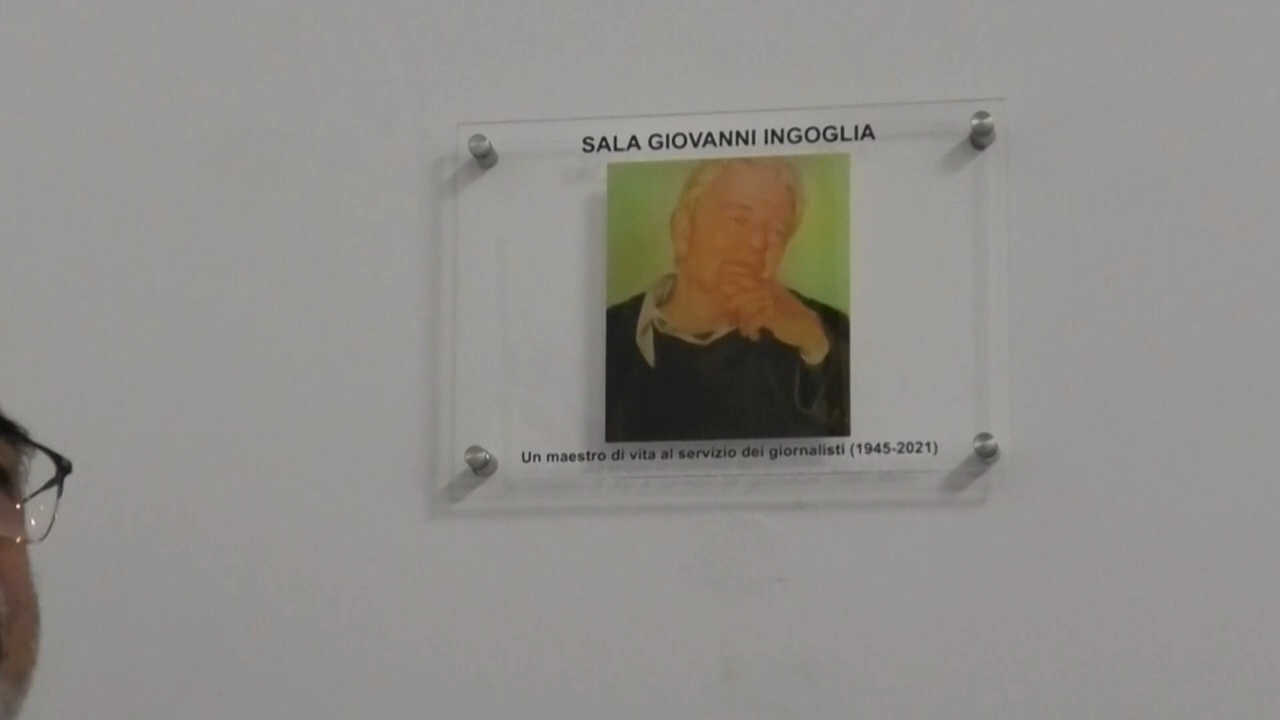 SALA GIOVANNI INGOGLIA
Un maestro di vita al servizio dei giornalisti (1945-2021)